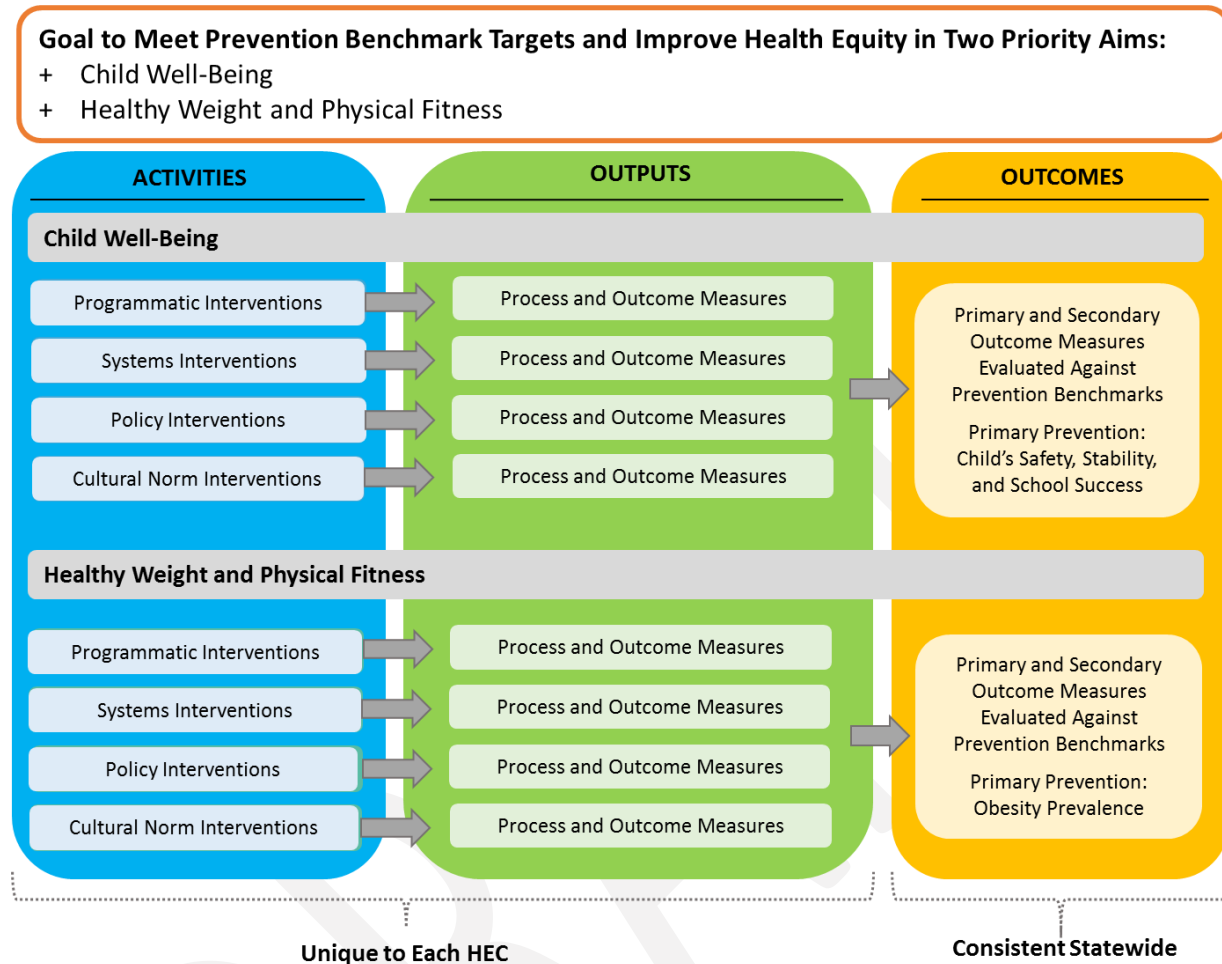 Goal to Meet Prevention Benchmark Targets and Improve Health Equity in Two Priority Aims:
+ Child Well-Being
+ Healthy Weight and Physical Fitness
ACTIVITIES
OUTPUTS
OUTCOMES
Child Well-Being
Programmatic Interventions
Process and Outcome Measures
Systems Interventions
Process and Outcome Measures
Policy Interventions
Process and Outcome Measures
Cultural Norm Interventions
Process and Outcome Measures
Primary and Secondary
Outcome Measures
Evaluated Against
Prevention Benchmarks
Primary Prevention:
Child's Safety, Stability,
and School Success
Healthy Weight and Physical Fitness
Programmatic Interventions
Process and Outcome Measures
Systems Interventions
Process and Outcome Measures
Policy Interventions
Process and Outcome Measures
Cultural Norm Interventions
Process and Outcome Measures
Primary and Secondary
Outcome Measures
Evaluated Against
Prevention Benchmarks
Primary Prevention:
Obesity Prevalence
Unique to Each HEC
Consistent Statewide